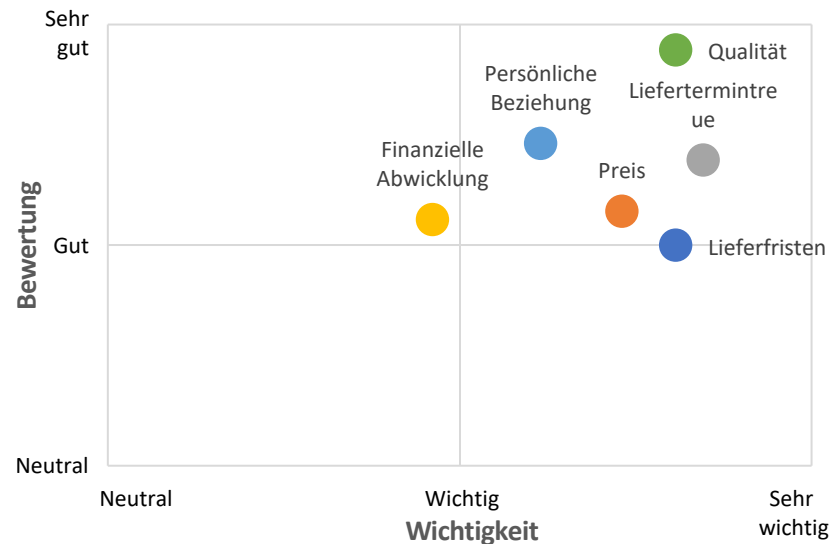 Sehr
gut
Qualität
Persönliche
Beziehung
Liefertermintre
ue
Finanzielle
Abwicklung
Preis
Bewertung
Gut
Lieferfristen
Neutral
Neutral
Wichtig
Sehr
wichtig
Wichtigkeit